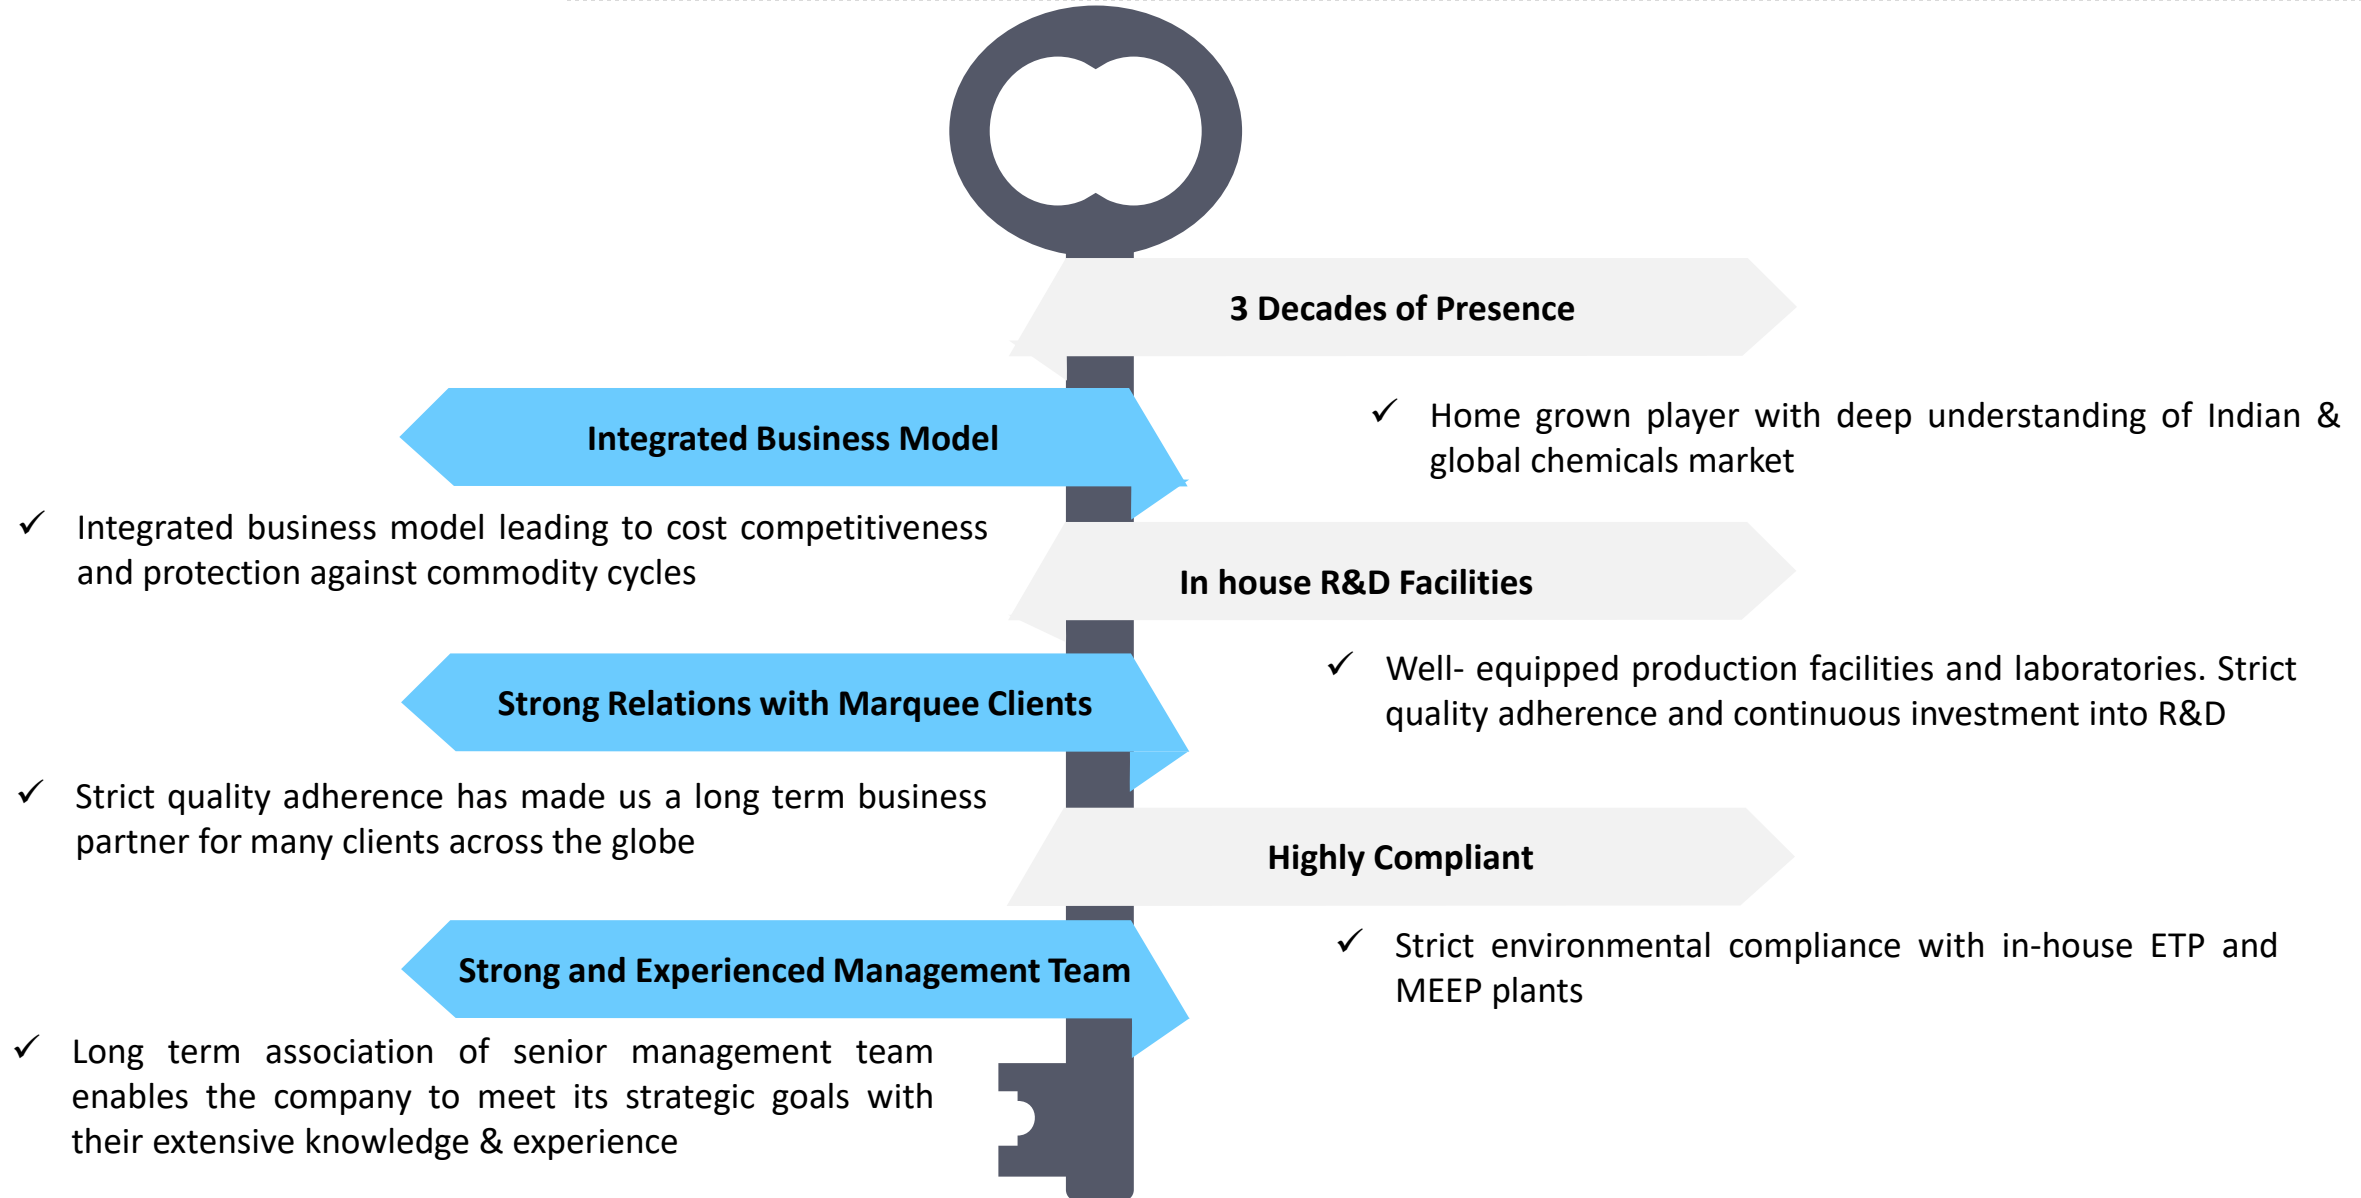 3 Decades of Presence
✓ Home grown player with deep understanding of Indian &
global chemicals market
Integrated Business Model
✓ Integrated business model leading to cost competitiveness
and protection against commodity cycles
In house R&D Facilities
✓ Well- equipped production facilities and laboratories. Strict
quality adherence and continuous investment into R&D
Strong Relations with Marquee Clients
✓ Strict quality adherence has made us a long term business
partner for many clients across the globe
Highly Compliant
✓ Strict environmental compliance with in-house ETP and
MEEP plants
Strong and Experienced Management Team
✓ Long term association of senior management team
enables the company to meet its strategic goals with
their extensive knowledge & experience